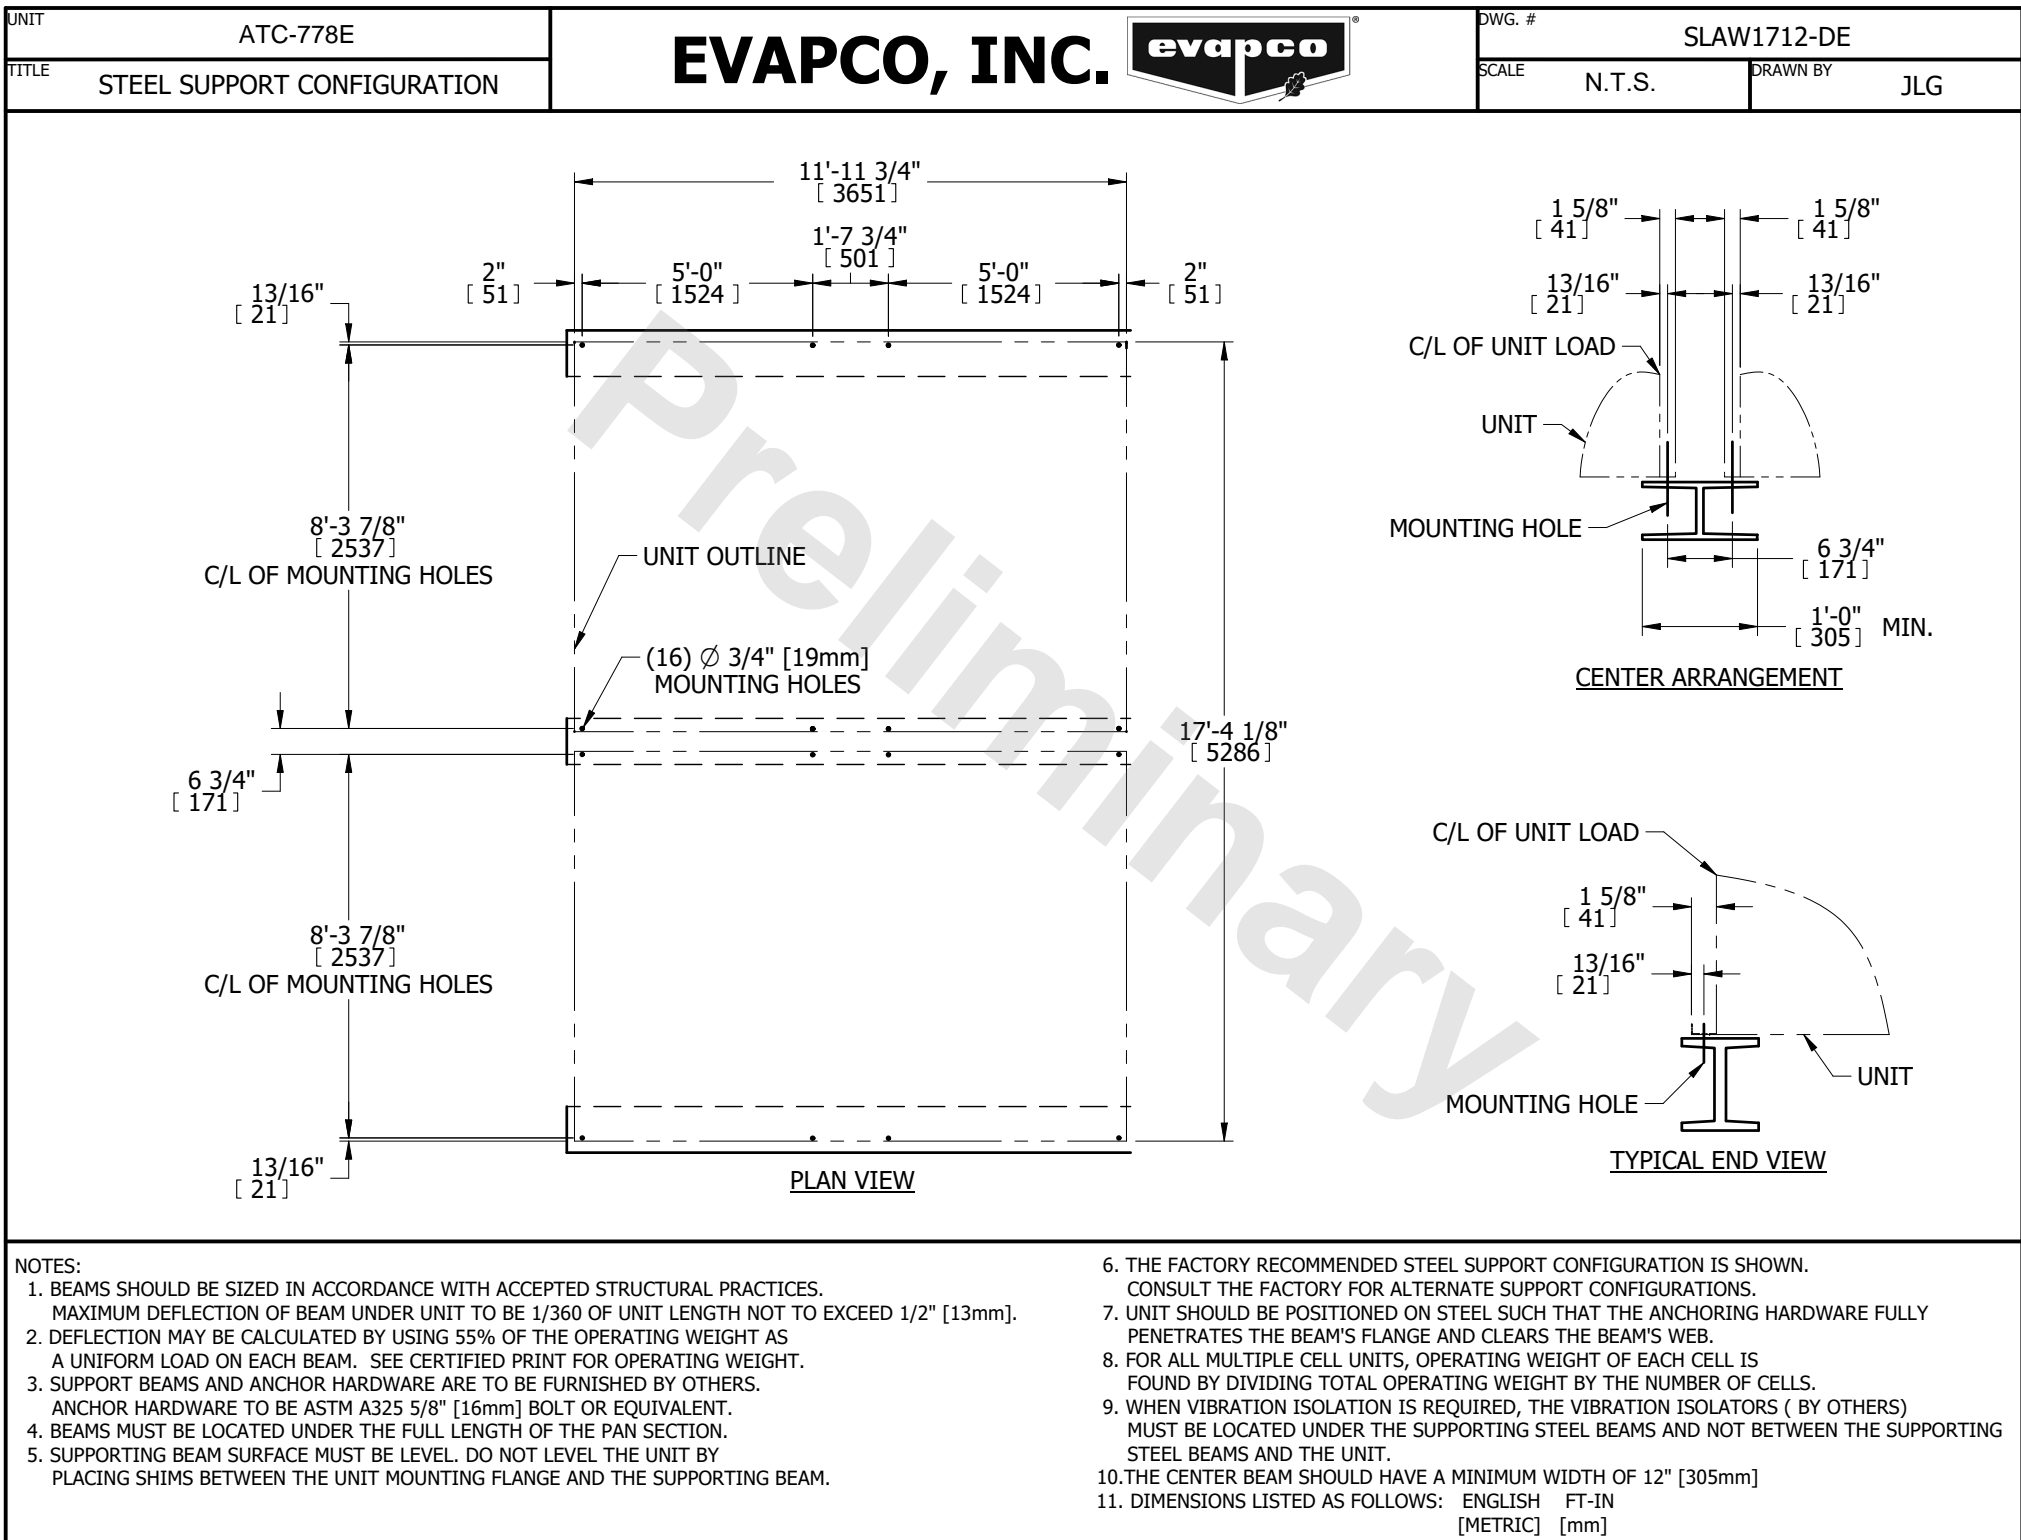 UNIT
ATC-778E
TITLE
STEEL SUPPORT CONFIGURATION
EVAPCO, INC.
evapco
®
DWG. #
SLAW1712-DE
SCALE
N.T.S.
DRAWN BY
JLG
11'-11 3/4"
[ 3651]
1'-7 3/4"
[ 501 ]
2"
[ 51]
5'-0"
[ 1524 ]
5'-0"
[ 1524]
2"
[ 51]
13/16"
[ 21]
8'-3 7/8"
[ 2537]
C/L OF MOUNTING HOLES
UNIT OUTLINE
(16) Ø 3/4" [19mm]
MOUNTING HOLES
6 3/4"
[ 171]
17'-4 1/8"
[ 5286]
8'-3 7/8"
[ 2537]
C/L OF MOUNTING HOLES
13/16"
[ 21]
PLAN VIEW
Preliminary
1 5/8"
[ 41]
1 5/8"
[ 41]
13/16"
[ 21]
13/16"
[ 21]
C/L OF UNIT LOAD
UNIT
MOUNTING HOLE
6 3/4"
[ 171]
1'-0"
[ 305] MIN.
CENTER ARRANGEMENT
C/L OF UNIT LOAD
1 5/8"
[ 41]
13/16"
[ 21]
UNIT
MOUNTING HOLE
TYPICAL END VIEW
NOTES:
1. BEAMS SHOULD BE SIZED IN ACCORDANCE WITH ACCEPTED STRUCTURAL PRACTICES.
MAXIMUM DEFLECTION OF BEAM UNDER UNIT TO BE 1/360 OF UNIT LENGTH NOT TO EXCEED 1/2" [13mm].
2. DEFLECTION MAY BE CALCULATED BY USING 55% OF THE OPERATING WEIGHT AS
A UNIFORM LOAD ON EACH BEAM. SEE CERTIFIED PRINT FOR OPERATING WEIGHT.
3. SUPPORT BEAMS AND ANCHOR HARDWARE ARE TO BE FURNISHED BY OTHERS.
ANCHOR HARDWARE TO BE ASTM A325 5/8" [16mm] BOLT OR EQUIVALENT.
4. BEAMS MUST BE LOCATED UNDER THE FULL LENGTH OF THE PAN SECTION.
5. SUPPORTING BEAM SURFACE MUST BE LEVEL. DO NOT LEVEL THE UNIT BY
PLACING SHIMS BETWEEN THE UNIT MOUNTING FLANGE AND THE SUPPORTING BEAM.
6. THE FACTORY RECOMMENDED STEEL SUPPORT CONFIGURATION IS SHOWN.
CONSULT THE FACTORY FOR ALTERNATE SUPPORT CONFIGURATIONS.
7. UNIT SHOULD BE POSITIONED ON STEEL SUCH THAT THE ANCHORING HARDWARE FULLY
PENETRATES THE BEAM'S FLANGE AND CLEARS THE BEAM'S WEB.
8. FOR ALL MULTIPLE CELL UNITS, OPERATING WEIGHT OF EACH CELL IS
FOUND BY DIVIDING TOTAL OPERATING WEIGHT BY THE NUMBER OF CELLS.
9. WHEN VIBRATION ISOLATION IS REQUIRED, THE VIBRATION ISOLATORS ( BY OTHERS)
MUST BE LOCATED UNDER THE SUPPORTING STEEL BEAMS AND NOT BETWEEN THE SUPPORTING
STEEL BEAMS AND THE UNIT.
10.THE CENTER BEAM SHOULD HAVE A MINIMUM WIDTH OF 12" [305mm]
11. DIMENSIONS LISTED AS FOLLOWS: ENGLISH FT-IN
[METRIC] [mm]